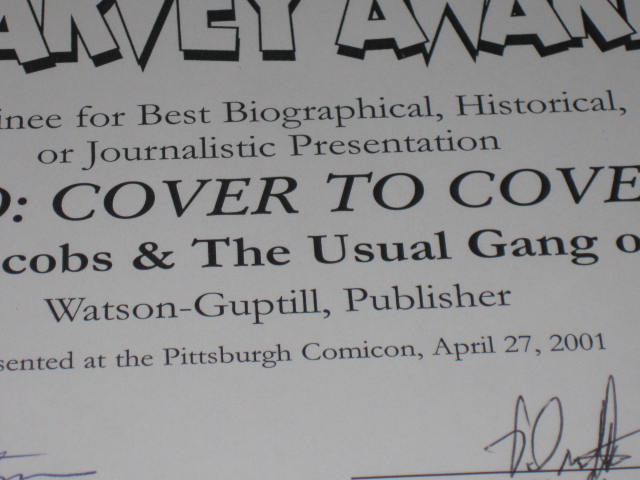 ARVEY AWAR
inee for Best Biographical, Historical,
or Journalistic Presentation
D: COVER TO COVE
cobs & The Usual Gang o
Watson-Guptill, Publisher
sented at the Pittsburgh Comicon, April 27, 2001